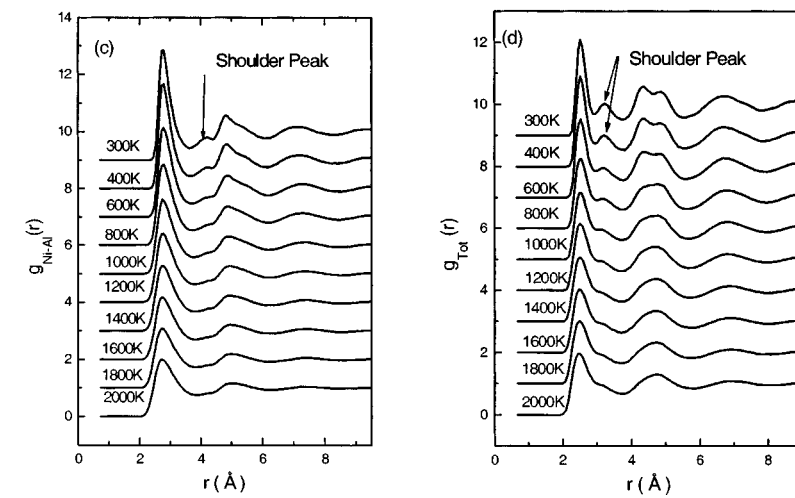 (c)
Shoulder Peak
g Ni-Al (r)
14
12
10
8
6
4
2
0
300K
400K
600K
800K
1000K
1200K
1400K
1600K
1800K
2000K
0 2 4 6 8
r ( Å )
(d)
Shoulder Peak
g Tot (r)
12
10
8
6
4
2
0
300K
400K
600K
800K
1000K
1200K
1400K
1600K
1800K
2000K
0 2 4 6 8
r ( Å )